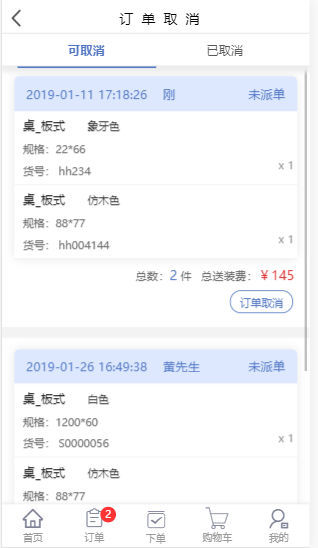 订单取消
可取消 已取消
2019-01-11 17:18:26 刚 未派单
桌_板式 象牙色
规格：22*66
货号：hh234
x 1
桌_板式 仿木色
规格：88*77
货号：hh004144
x 1
总数：2 件 总送装费：￥145
订单取消
2019-01-26 16:49:38 黄先生 未派单
桌_板式 白色
规格：1200*60
货号：S0000056
x 1
桌_板式 仿木色
规格：88*77
2
首页 订单 下单 购物车 我的